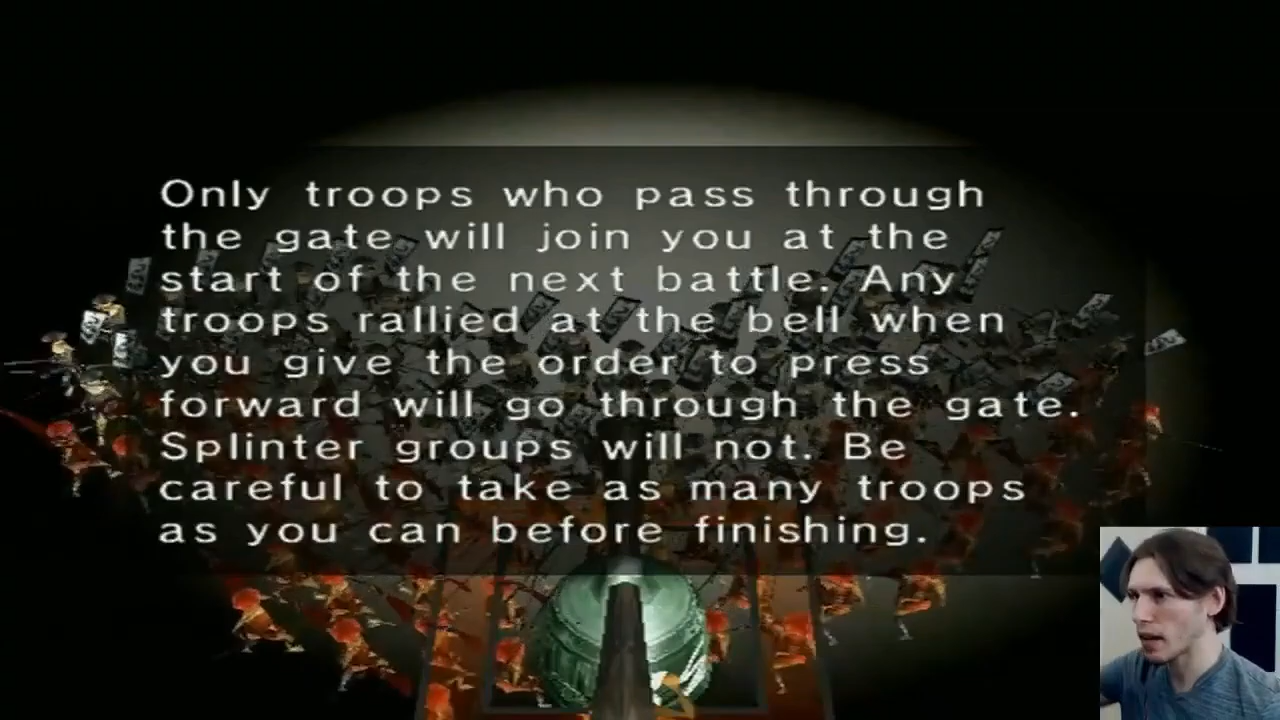 Only troops who pass through
the gate will join you at the
start of the next battle. Any
troops rallied at the bell when
you give the order to press
forward will go through the gate.
Splinter groups will not. Be
careful to take as many troops
as you can before finishing.